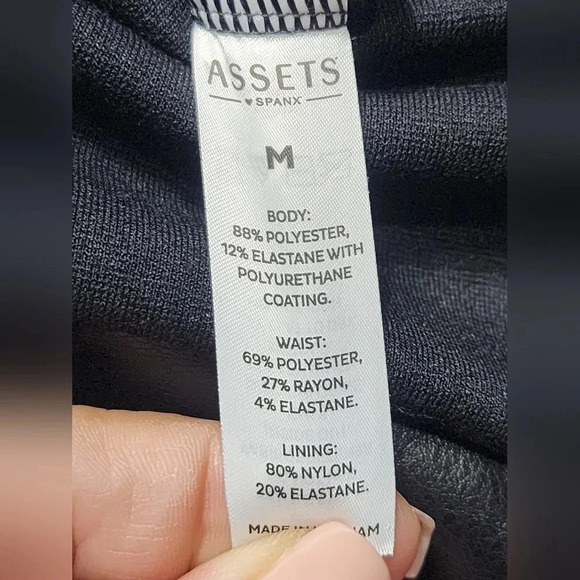 ASSETS
♥ SPANX
M
BODY:
88% POLYESTER,
12% ELASTANE WITH
POLYURETHANE
COATING.
WAIST:
69% POLYESTER,
27% RAYON,
4% ELASTANE.
LINING:
80% NYLON,
20% ELASTANE.
MADE IN